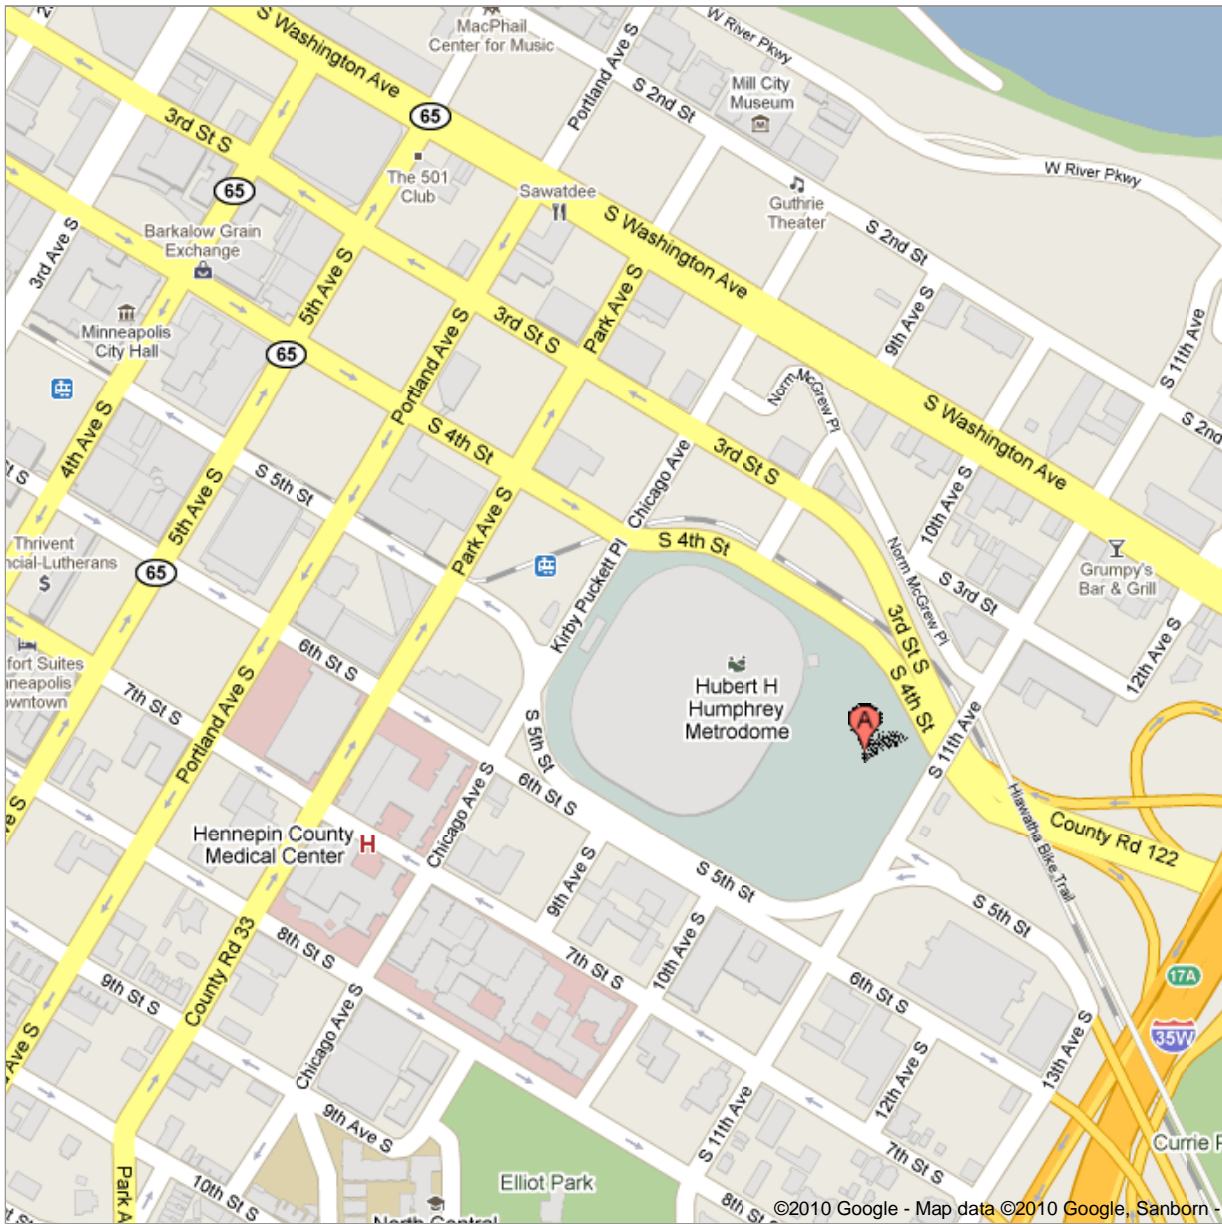 MacPhail
Center for Music
S Washington Ave
W River Pkwy
Portland Ave S
S 2nd St
Mill City
Museum
3rd St S
65
The 501
Club
Sawatdee
W River Pkwy
65
Guthrie
Theater
S Washington Ave
S 2nd St
Barkalow Grain
Exchange
3rd Ave S
5th Ave S
Park Ave S
9th Ave S
S 11th Ave
Minneapolis
City Hall
65
3rd St S
Portland Ave S
Norm McGrew Pl
S Washington Ave
S 2nd
4th Ave S
S 4th St
3rd St S
S 5th St
5th Ave S
Chicago Ave
10th Ave S
Park Ave S
S 4th St
Norm McGrew Pl
Grumpy's
Bar & Grill
S 3rd St
Thrivent
ncial-Lutherans
$
65
Kirby Puckett Pl
3rd St S
12th Ave S
fort Suites
nneapolis
owntown
6th St S
7th St S
Portland Ave S
Hubert H
Humphrey
Metrodome
S 4th St
A
S 11th Ave
S 5th St
6th St S
Chicago Ave S
Hennepin County
Medical Center
H
Hiawatha Bike Trail
County Rd 122
S 5th St
9th Ave S
S 5th St
8th St S
County Rd 33
10th Ave S
7th St S
6th St S
17A
35W
9th St S
Chicago Ave S
Ave S
12th Ave S
13th Ave S
9th Ave S
S 11th Ave
7th St S
Currie
Elliot Park
10th St S
Park A
8th St S
North Central
©2010 Google - Map data ©2010 Google, Sanborn -